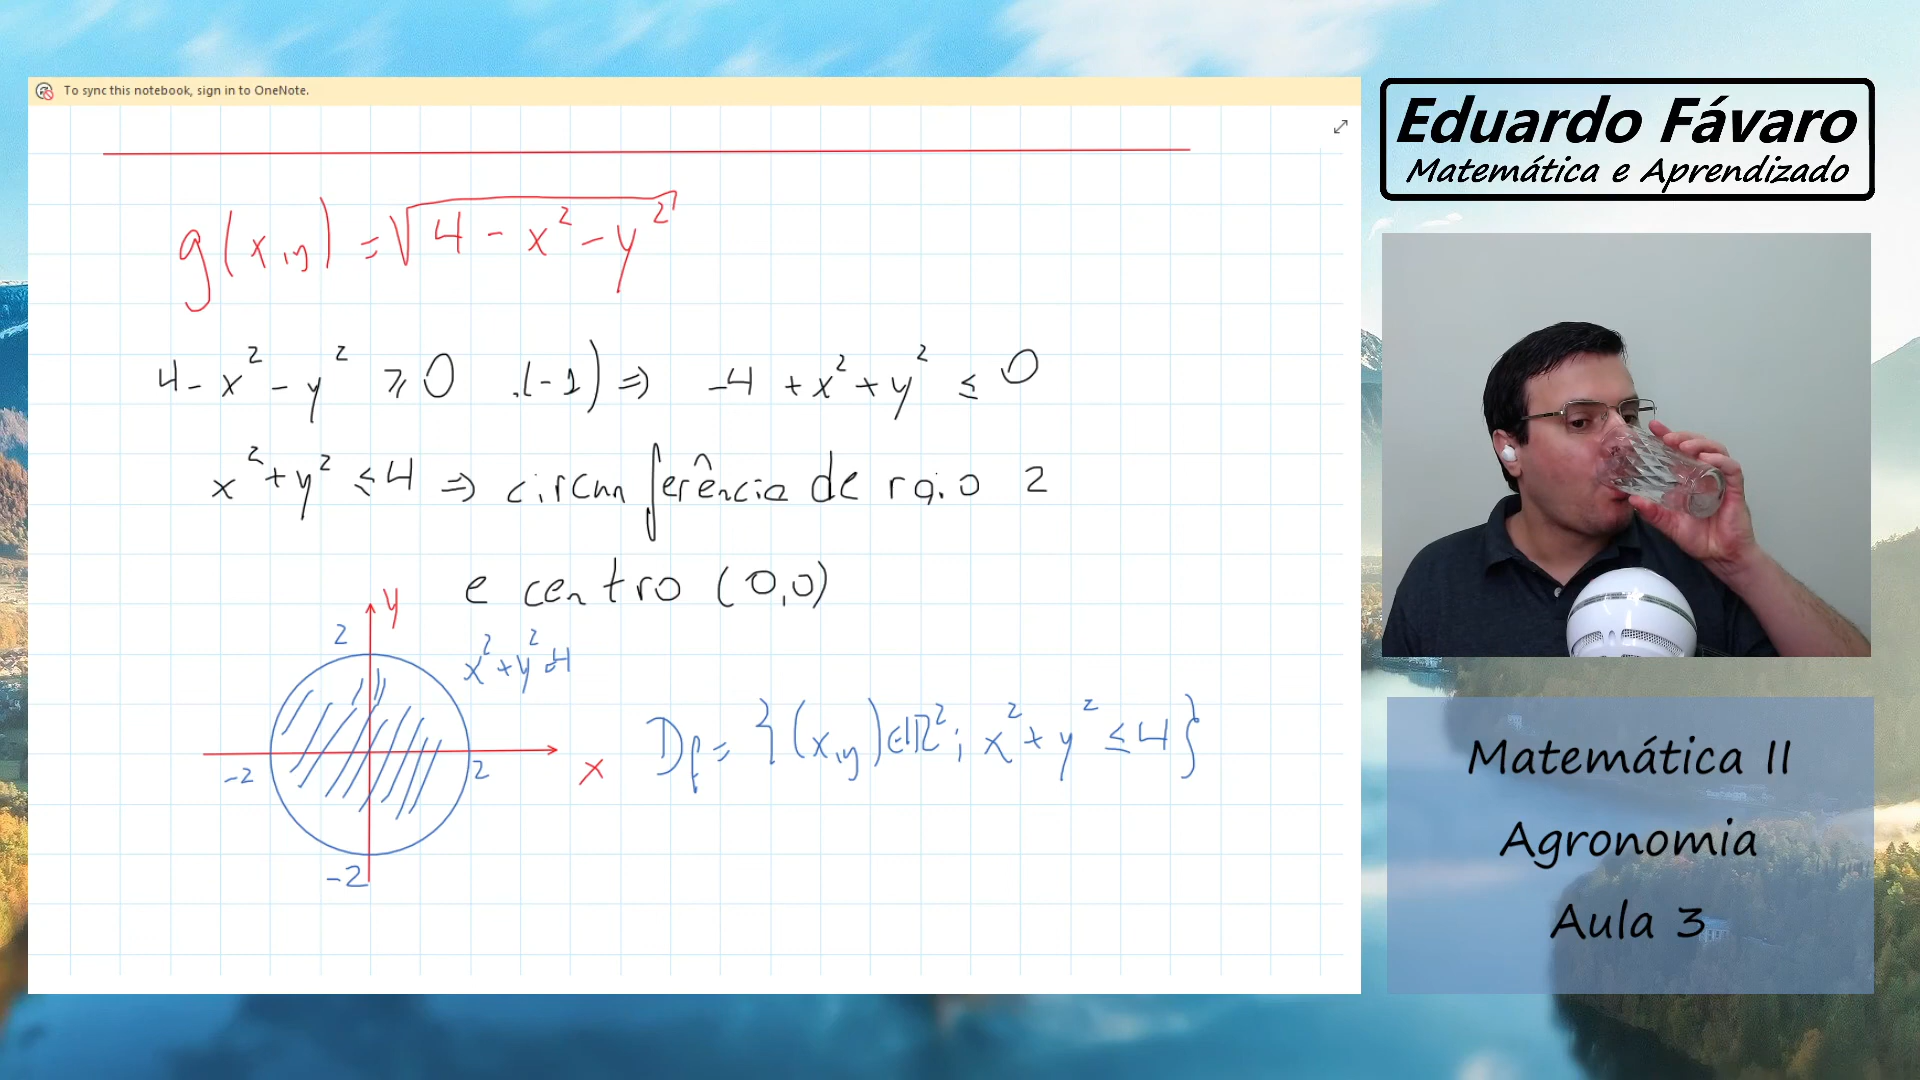 To sync this notebook, sign in to OneNote.
g(x,y) = √(4 - x² - y²)
4 - x² - y² ≥ 0 .(-1) ⇒ -4 + x² + y² ≤ 0
x² + y² ≤ 4 ⇒ circunferência de raio 2
e centro (0,0)
y
2
x² + y² = 4
-2
2
x
-2
Df = {(x,y) ∈ ℝ²; x² + y² ≤ 4}
Eduardo Fávaro
Matemática e Aprendizado
Matemática II
Agronomia
Aula 3